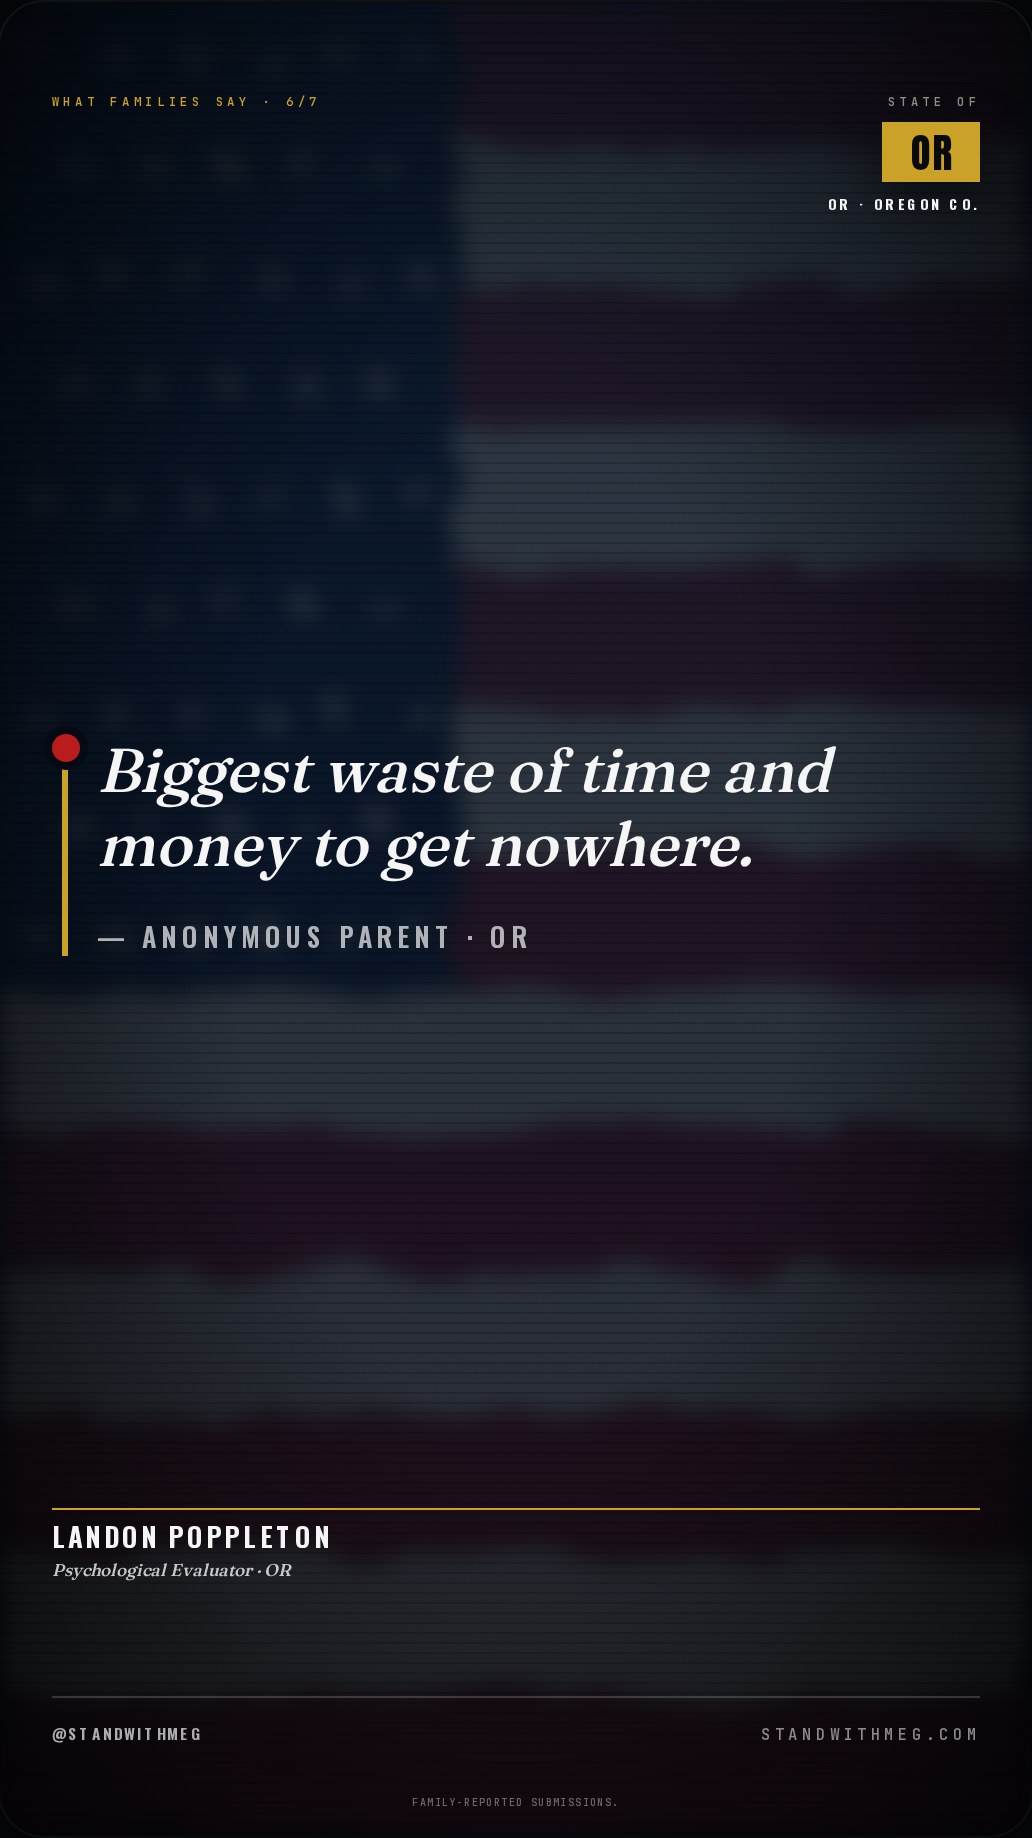 WHAT FAMILIES SAY · 6/7
STATE OF
OR
OR · OREGON CO.
Biggest waste of time and
money to get nowhere.
— ANONYMOUS PARENT · OR
LANDON POPPLETON
Psychological Evaluator · OR
@STANDWITHMEG
STANDWITHMEG.COM
FAMILY-REPORTED SUBMISSIONS.